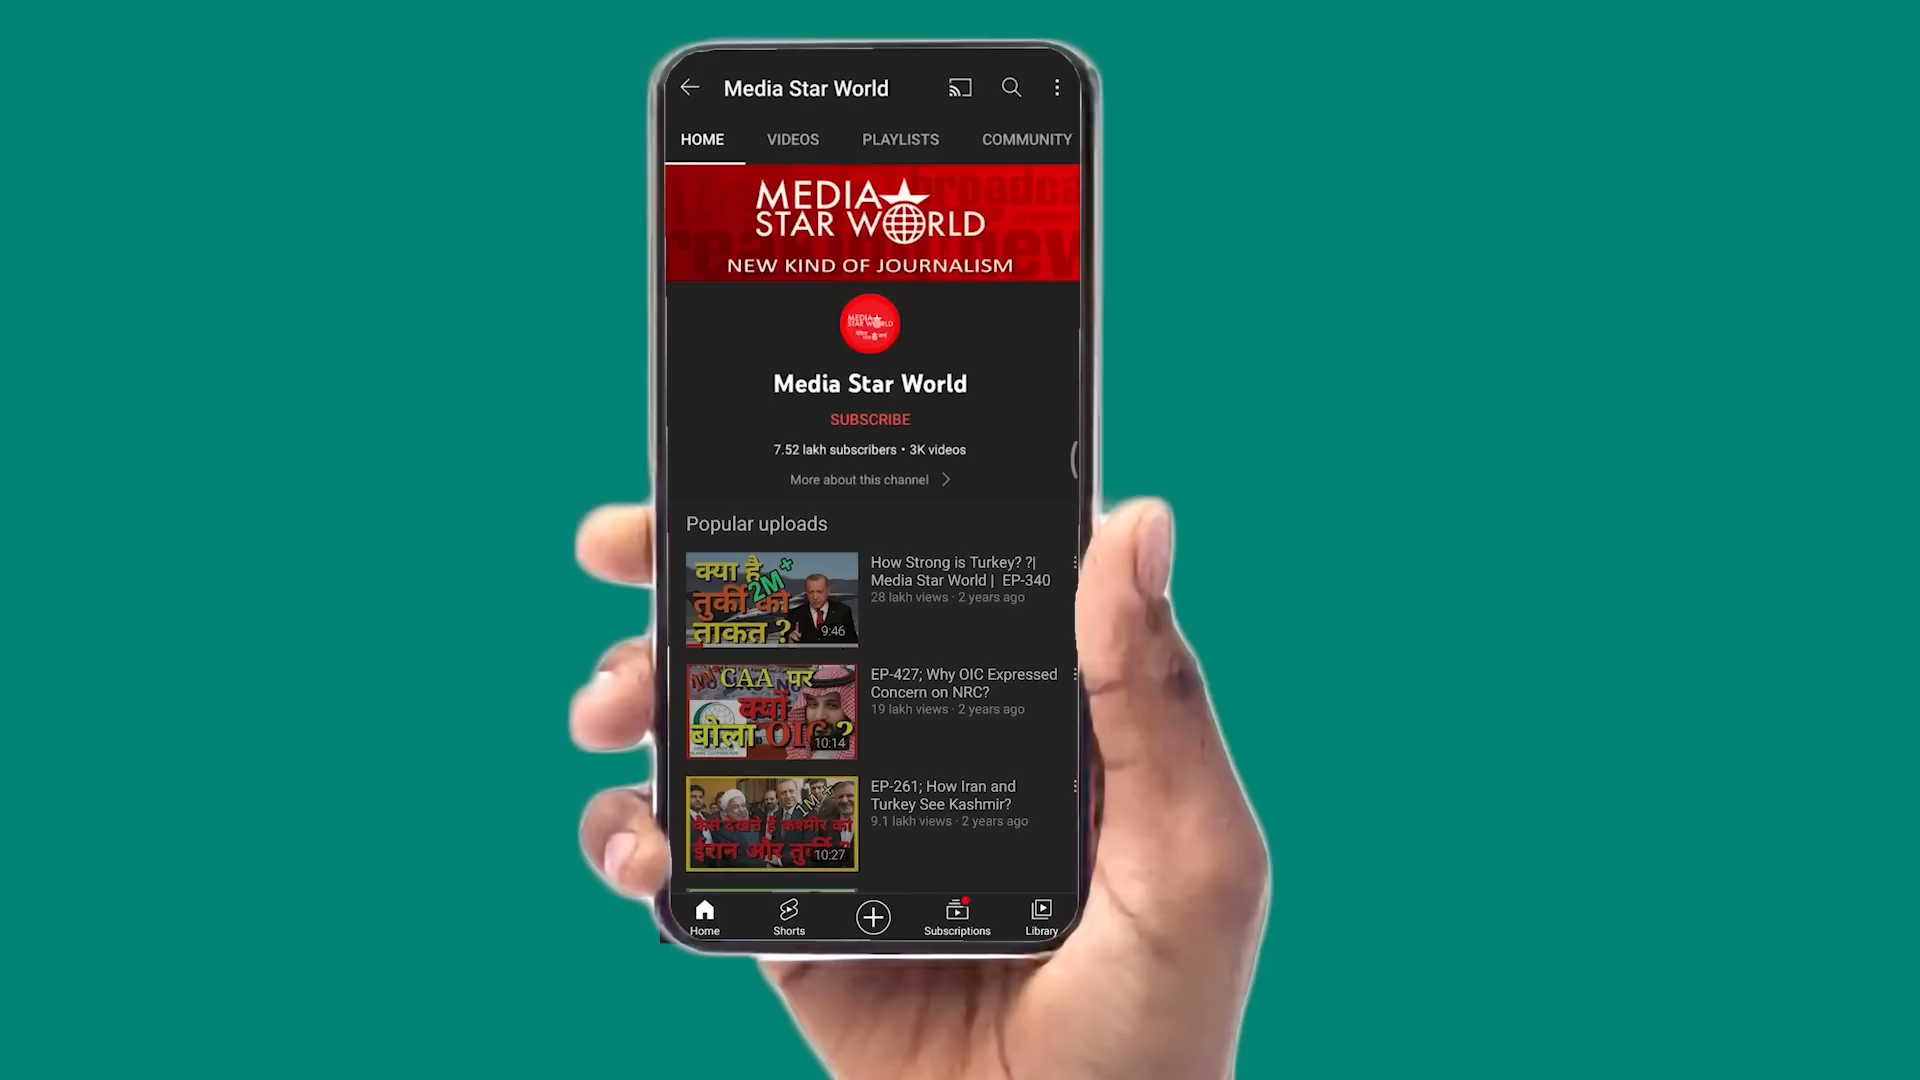 Media Star World
HOME VIDEOS PLAYLISTS COMMUNITY
MEDIA
STAR WORLD
NEW KIND OF JOURNALISM
MEDIA
STAR WORLD
Media Star World
SUBSCRIBE
7.52 lakh subscribers • 3K videos
More about this channel
Popular uploads
क्या है
2M+
तुर्की की
ताकत ?
9:46
How Strong is Turkey? ?|
Media Star World | EP-340
28 lakh views · 2 years ago
CAA पर
क्यों
बोला OIC ?
10:14
EP-427; Why OIC Expressed
Concern on NRC?
19 lakh views · 2 years ago
1M+
कैसे देखते हैं कश्मीर को
ईरान और
10:27
EP-261; How Iran and
Turkey See Kashmir?
9.1 lakh views · 2 years ago
Home Shorts Subscriptions Library